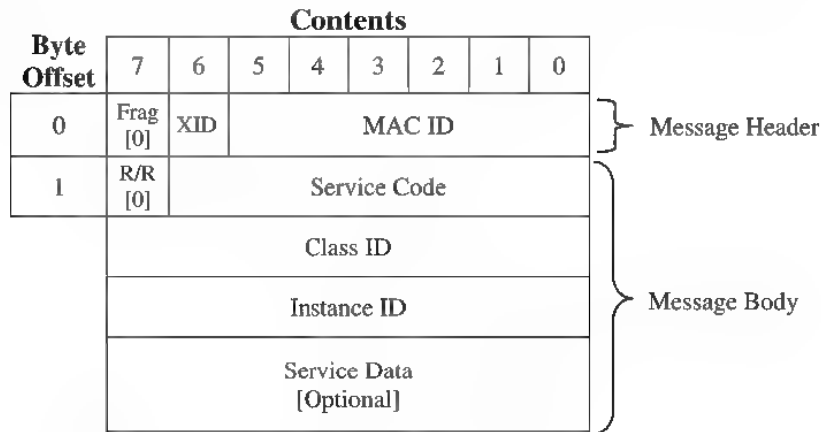 Contents
Byte
Offset
7 6 5 4 3 2 1 0
0
Frag
[0]
XID
MAC ID
Message Header
1
R/R
[0]
Service Code
Class ID
Instance ID
Message Body
Service Data
[Optional]